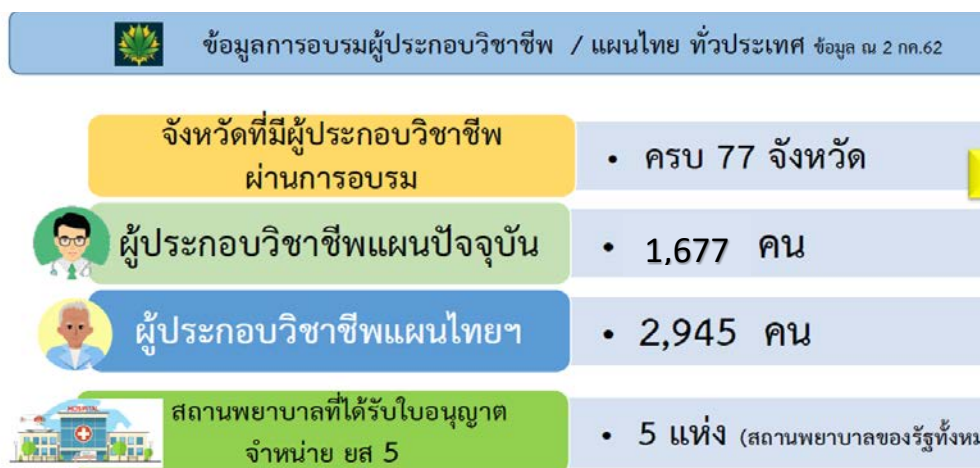 ข้อมูลการอบรมผู้ประกอบวิชาชีพ / แผนไทย ทั่วประเทศ ข้อมูล ณ 2 กค.62
จังหวัดที่มีผู้ประกอบวิชาชีพ
ผ่านการอบรม
• ครบ 77 จังหวัด
ผู้ประกอบวิชาชีพแผนปัจจุบัน
• 1,677 คน
ผู้ประกอบวิชาชีพแผนไทยฯ
• 2,945 คน
สถานพยาบาลที่ได้รับใบอนุญาต
จำหน่าย ยส 5
• 5 แห่ง (สถานพยาบาลของรัฐทั้งหม
HOSPITAL